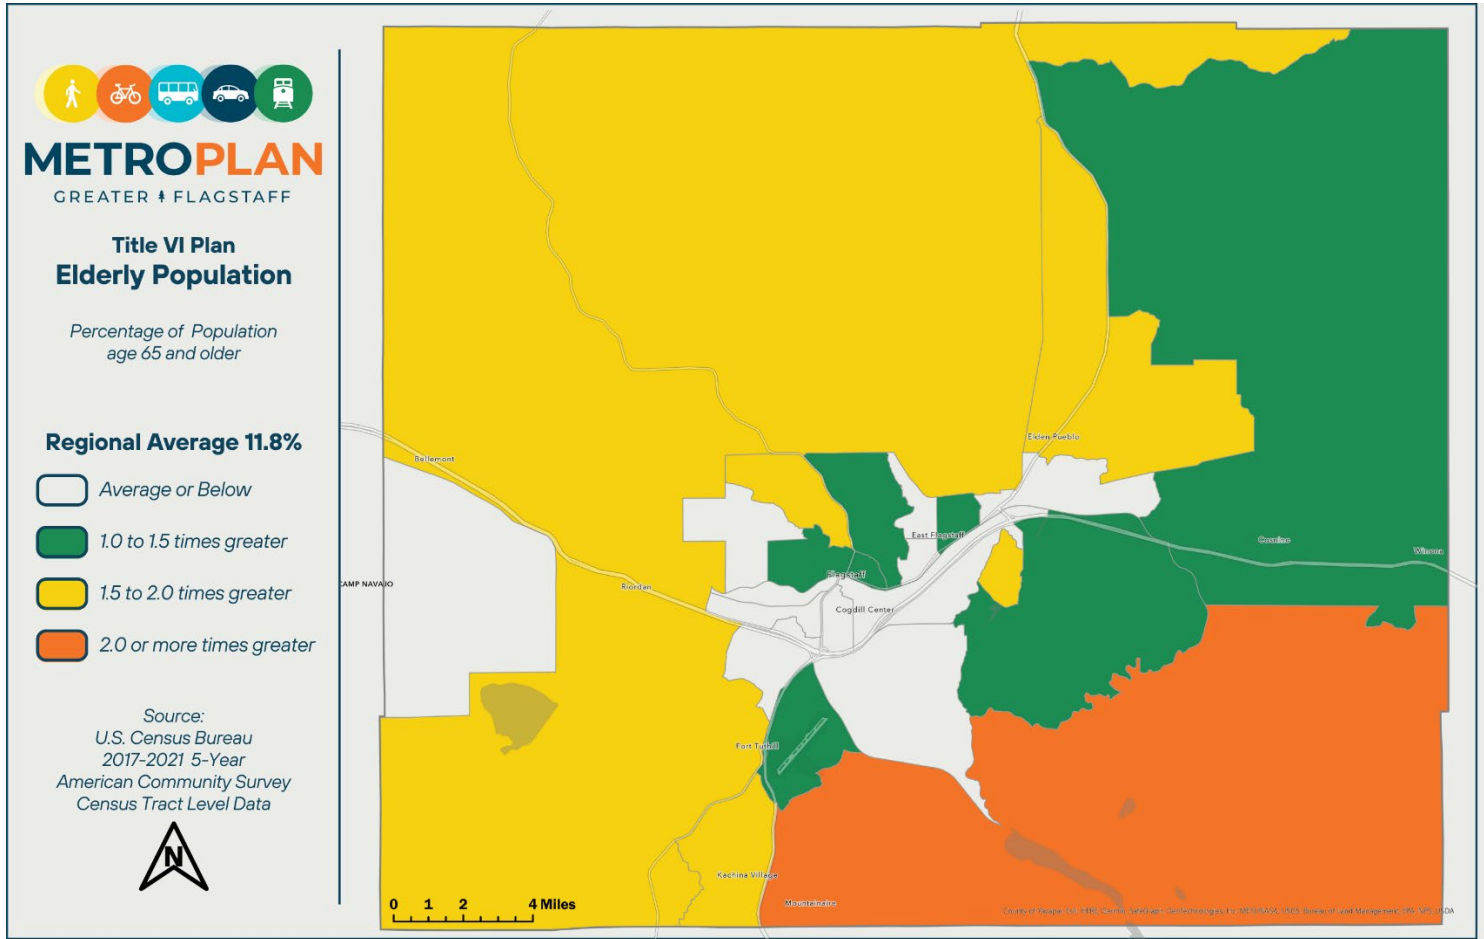 METROPLAN
GREATER FLAGSTAFF
Title VI Plan
Elderly Population
Percentage of Population
age 65 and older
Regional Average 11.8%
Average or Below
1.0 to 1.5 times greater
1.5 to 2.0 times greater
2.0 or more times greater
Source:
U.S. Census Bureau
2017-2021 5-Year
American Community Survey
Census Tract Level Data
N
Elden Pueblo
Bellemont
East Flagstaff
Cosnino
Winona
CAMP NAVAJO
Riordan
Flagstaff
Cogdill Center
Fort Tuthill
Kachina Village
Mountainaire
0 1 2 4 Miles